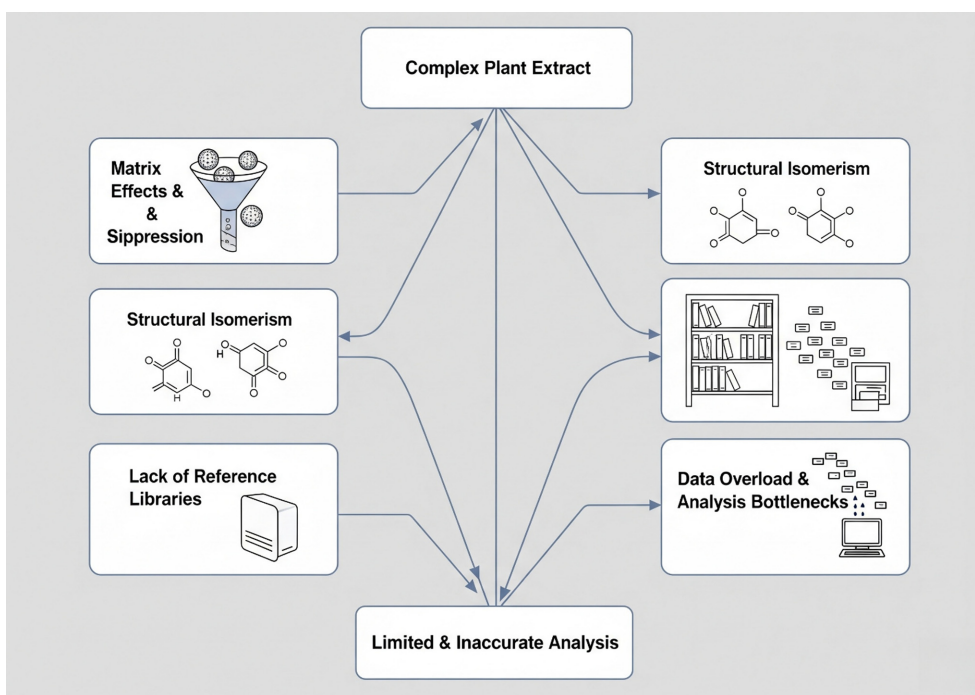 Complex Plant Extract
Matrix
Effects &
&
Sippression
Structural Isomerism
O
O
O
O
O
O
O
O
Structural Isomerism
O
O
O
H
O
H
O
O
O
O
Lack of Reference
Libraries
Data Overload &
Analysis Bottlenecks
Limited & Inaccurate Analysis